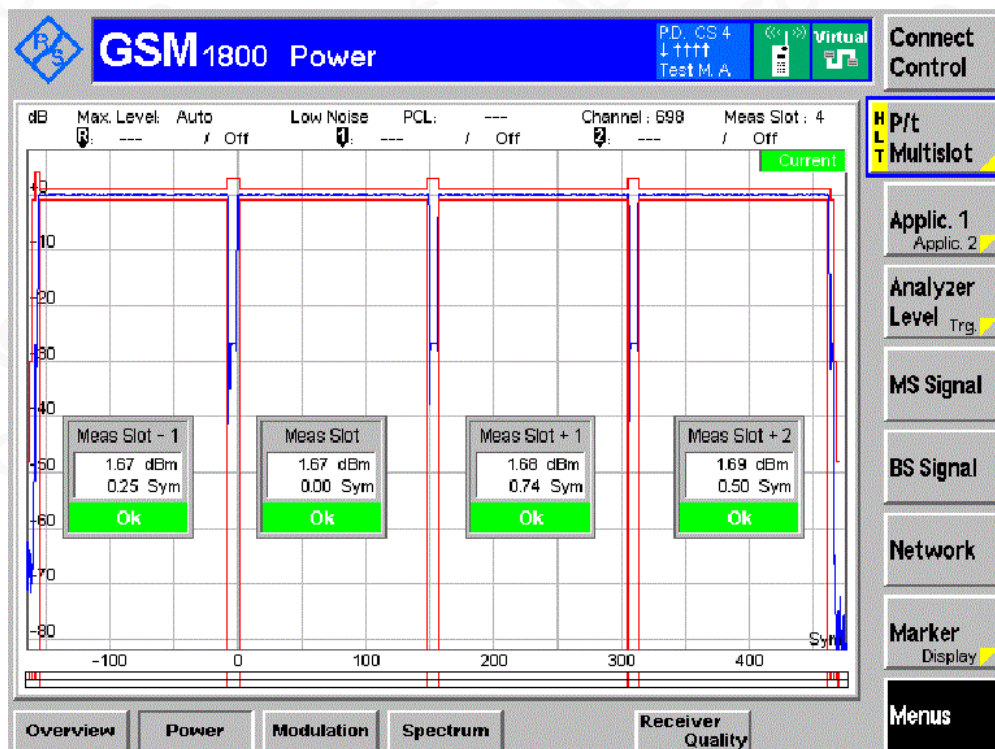 R/S
GSM 1800 Power
PD. CS 4
↓↑↑↑↑
Test M. A.
Virtual
Connect
Control
dB Max. Level: Auto Low Noise PCL: --- Channel : 698 Meas Slot : 4
R: --- / Off 1: --- / Off 2: --- / Off
Current
HLT
P/t
Multislot
Applic. 1
Applic. 2
Analyzer
Level Trg.
MS Signal
BS Signal
Network
Marker
Display
Menus
+0
-10
-20
-30
-40
-50
-60
-70
-80
Meas Slot - 1
1.67 dBm
0.25 Sym
Ok
Meas Slot
1.67 dBm
0.00 Sym
Ok
Meas Slot + 1
1.68 dBm
0.74 Sym
Ok
Meas Slot + 2
1.69 dBm
0.50 Sym
Ok
Sym
-100 0 100 200 300 400
Overview Power Modulation Spectrum Receiver
Quality